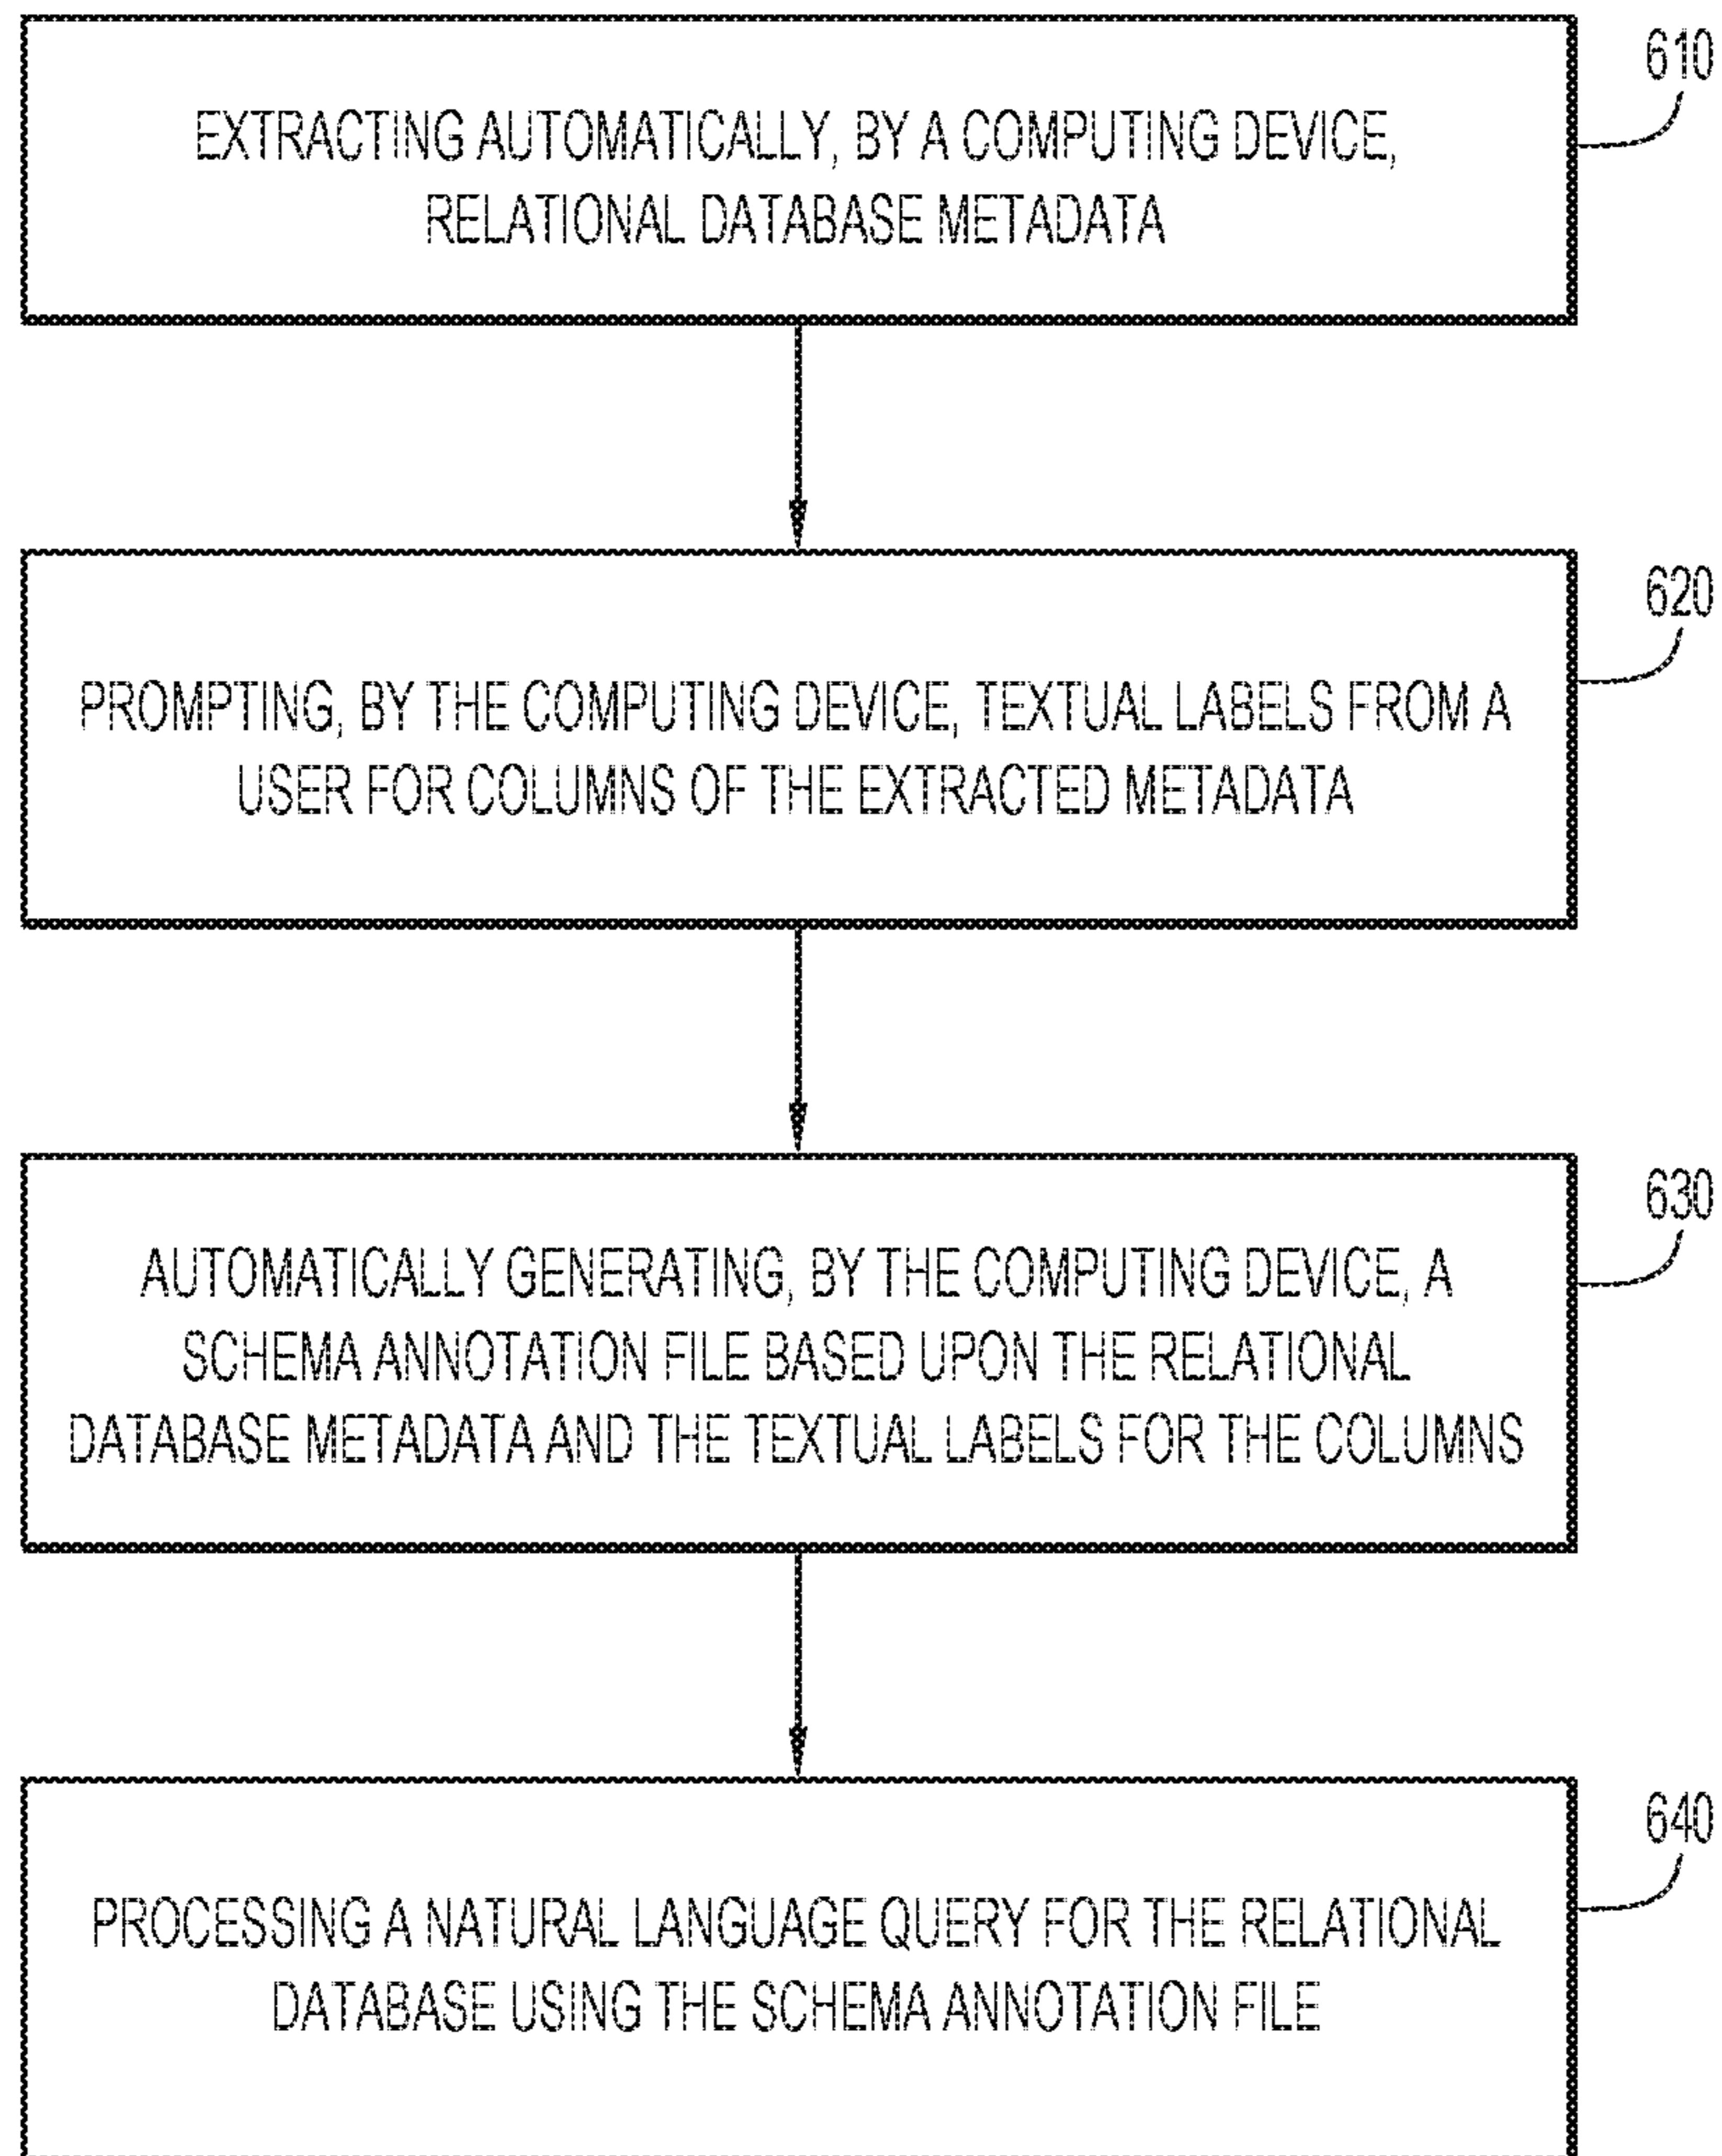 610
EXTRACTING AUTOMATICALLY, BY A COMPUTING DEVICE,
RELATIONAL DATABASE METADATA
620
PROMPTING, BY THE COMPUTING DEVICE, TEXTUAL LABELS FROM A
USER FOR COLUMNS OF THE EXTRACTED METADATA
630
AUTOMATICALLY GENERATING, BY THE COMPUTING DEVICE, A
SCHEMA ANNOTATION FILE BASED UPON THE RELATIONAL
DATABASE METADATA AND THE TEXTUAL LABELS FOR THE COLUMNS
640
PROCESSING A NATURAL LANGUAGE QUERY FOR THE RELATIONAL
DATABASE USING THE SCHEMA ANNOTATION FILE